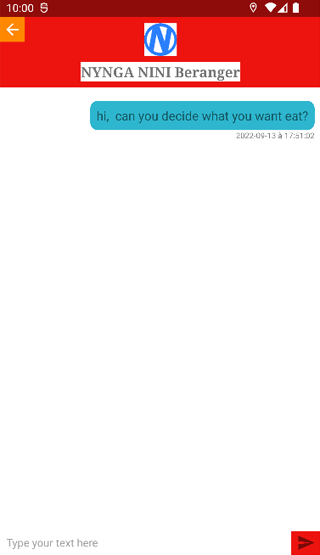 10:00
N
NYNGA NINI Beranger
hi,  can you decide what you want eat?
2022-09-13 à 17:51:02
Type your text here